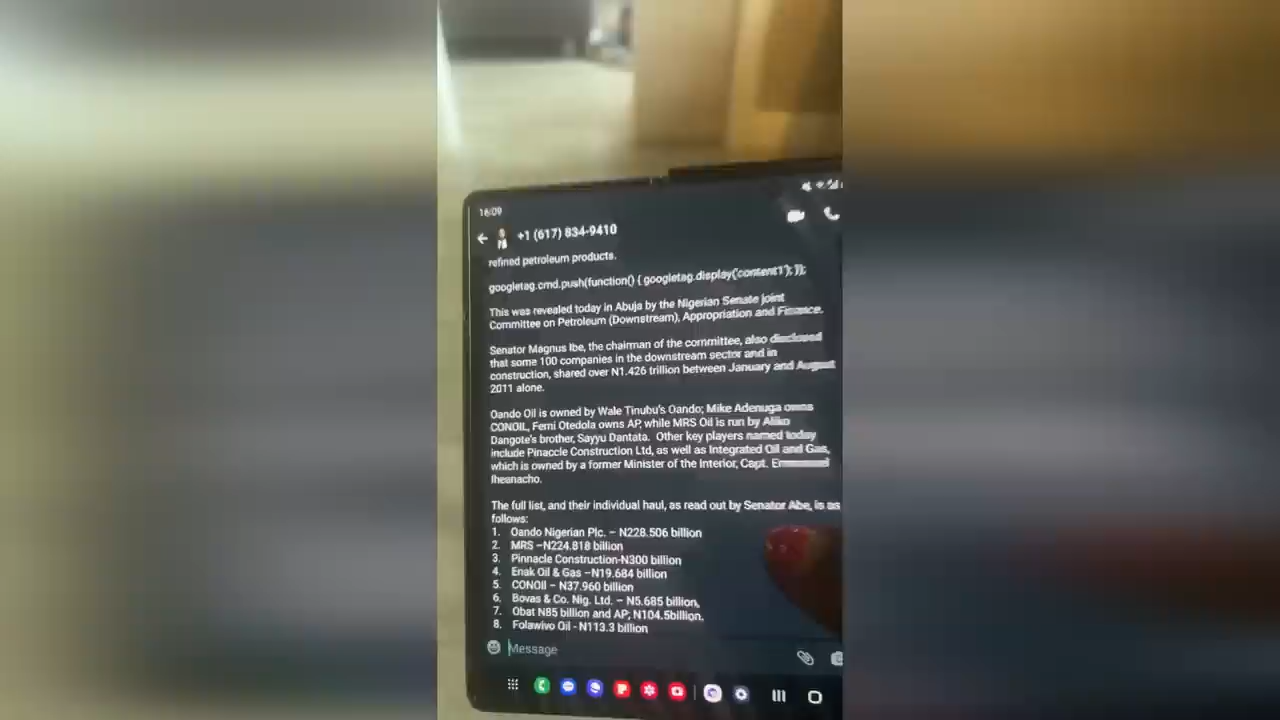 16:09
+1 (617) 834-9410
refined petroleum products.
googletag.cmd.push(function() { googletag.display('content1'); });
This was revealed today in Abuja by the Nigerian Senate joint
Committee on Petroleum (Downstream), Appropriation and Finance.
Senator Magnus Ibe, the chairman of the committee, also disclosed
that some 100 companies in the downstream sector and in
construction, shared over N1.426 trillion between January and August
2011 alone.
Oando Oil is owned by Wale Tinubu's Oando; Mike Adenuga owns
CONOIL, Femi Otedola owns AP, while MRS Oil is run by Aliko
Dangote's brother, Sayyu Dantata. Other key players named today
include Pinaccle Construction Ltd, as well as Integrated Oil and Gas,
which is owned by a former Minister of the Interior, Capt. Emmanuel
Iheanacho.
The full list, and their individual haul, as read out by Senator Abe, is as
follows:
1. Oando Nigerian Plc. – N228.506 billion
2. MRS –N224.818 billion
3. Pinnacle Construction-N300 billion
4. Enak Oil & Gas –N19.684 billion
5. CONOIl – N37.960 billion
6. Bovas & Co. Nig. Ltd. – N5.685 billion,
7. Obat N85 billion and AP; N104.5billion.
8. Folawivo Oil - N113.3 billion
Message